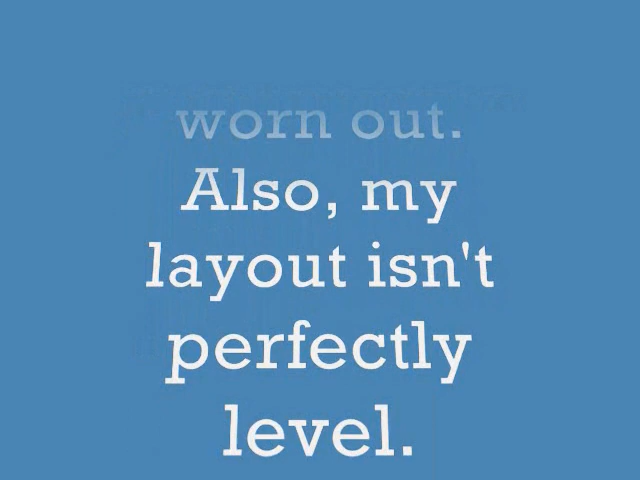 worn out.
Also, my
layout isn't
perfectly
level.